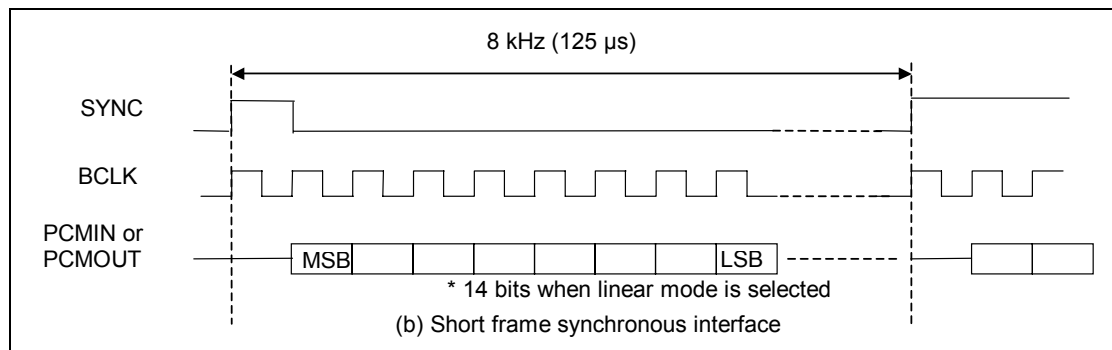 8 kHz (125 µs)
SYNC
BCLK
PCMIN or
PCMOUT
MSB
LSB
* 14 bits when linear mode is selected
(b) Short frame synchronous interface